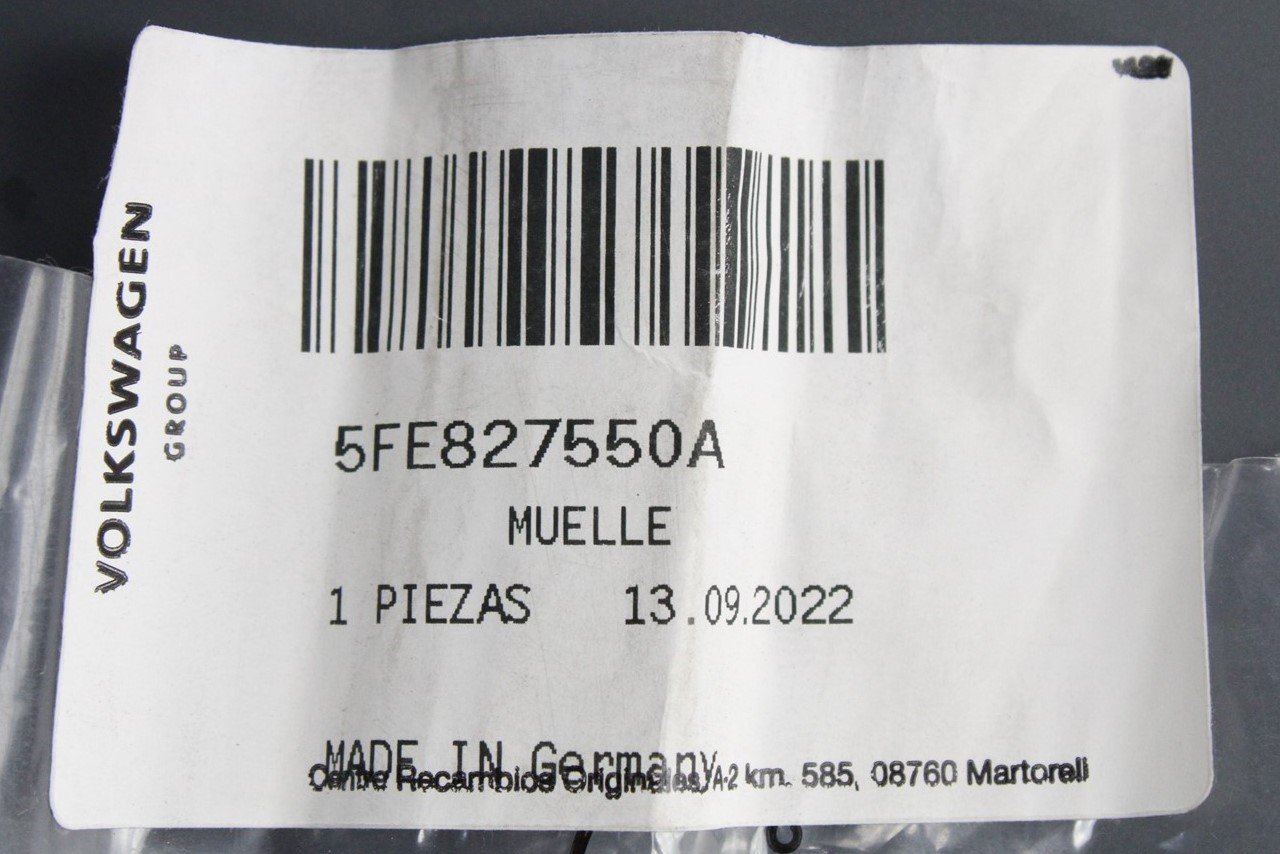 VOLKSWAGEN
GROUP
5FE827550A
MUELLE
1 PIEZAS 13.09.2022
MADE IN Germany
Centro Recambios Originales/A-2 km. 585, 08760 Martorell